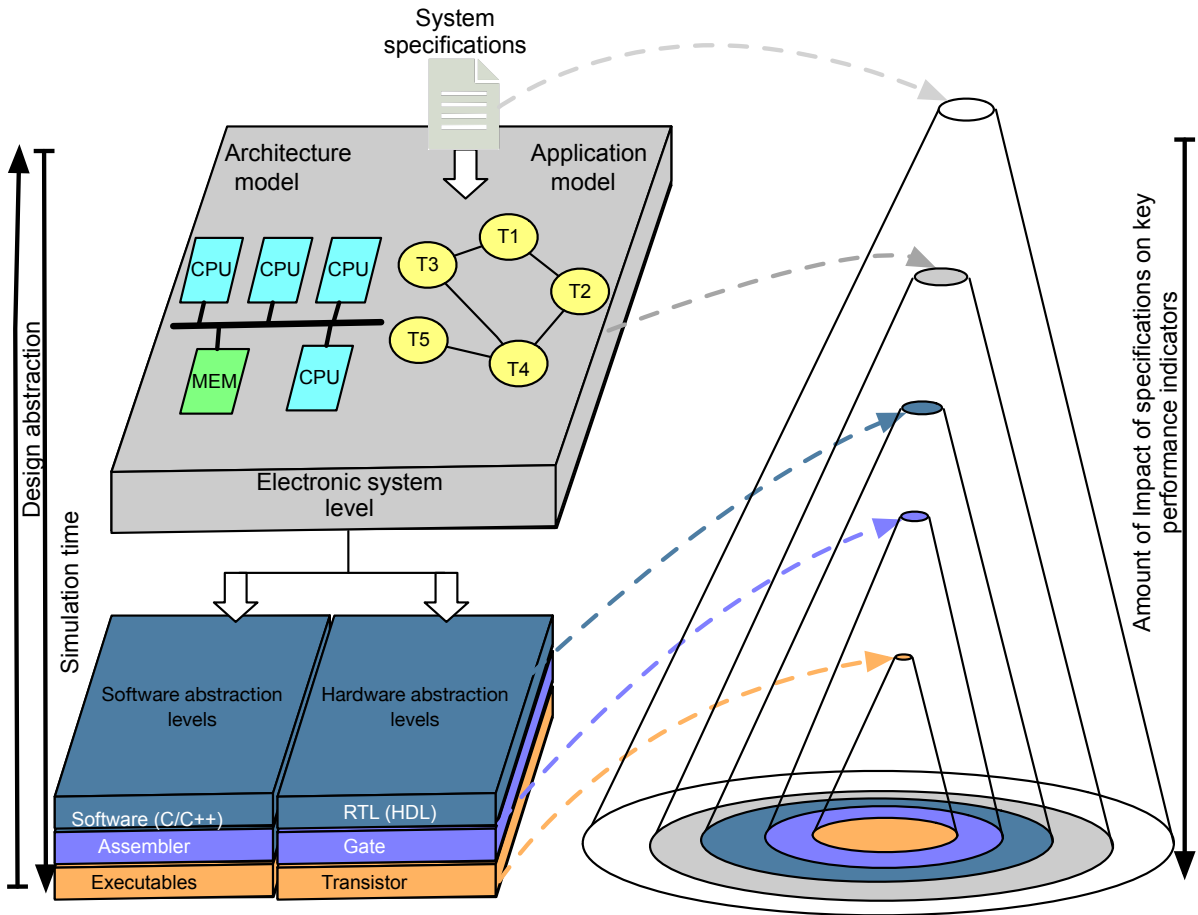 System
specifications
Architecture
model
Application
model
CPU
CPU
CPU
MEM
CPU
T1
T3
T2
T5
T4
Electronic system
level
Design abstraction
Simulation time
Software abstraction
levels
Hardware abstraction
levels
Software (C/C++)
RTL (HDL)
Assembler
Gate
Executables
Transistor
Amount of Impact of specifications on key
performance indicators